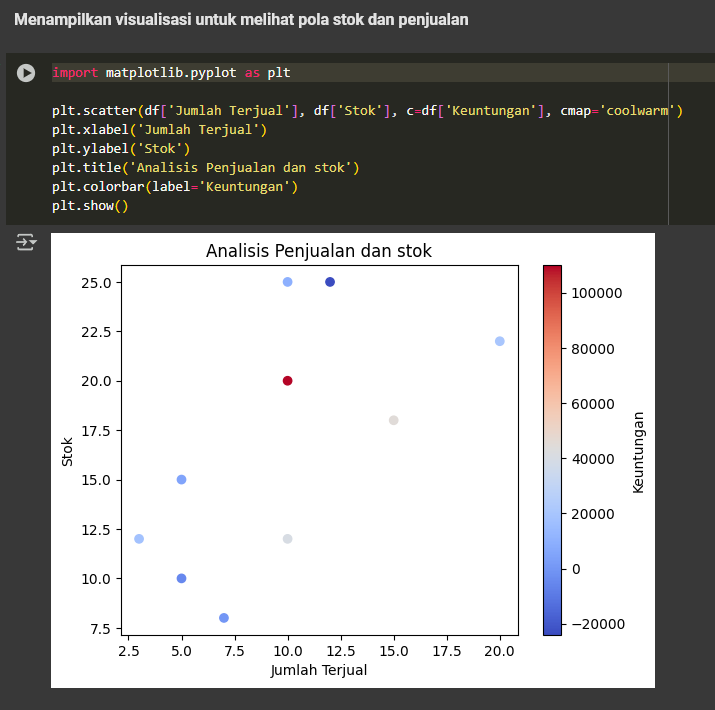 Menampilkan visualisasi untuk melihat pola stok dan penjualan
import matplotlib.pyplot as plt
plt.scatter(df['Jumlah Terjual'], df['Stok'], c=df['Keuntungan'], cmap='coolwarm')
plt.xlabel('Jumlah Terjual')
plt.ylabel('Stok')
plt.title('Analisis Penjualan dan stok')
plt.colorbar(label='Keuntungan')
plt.show()
Analisis Penjualan dan stok
Stok
25.0
22.5
20.0
17.5
15.0
12.5
10.0
7.5
2.5 5.0 7.5 10.0 12.5 15.0 17.5 20.0
Jumlah Terjual
100000
80000
60000
40000
20000
0
−20000
Keuntungan